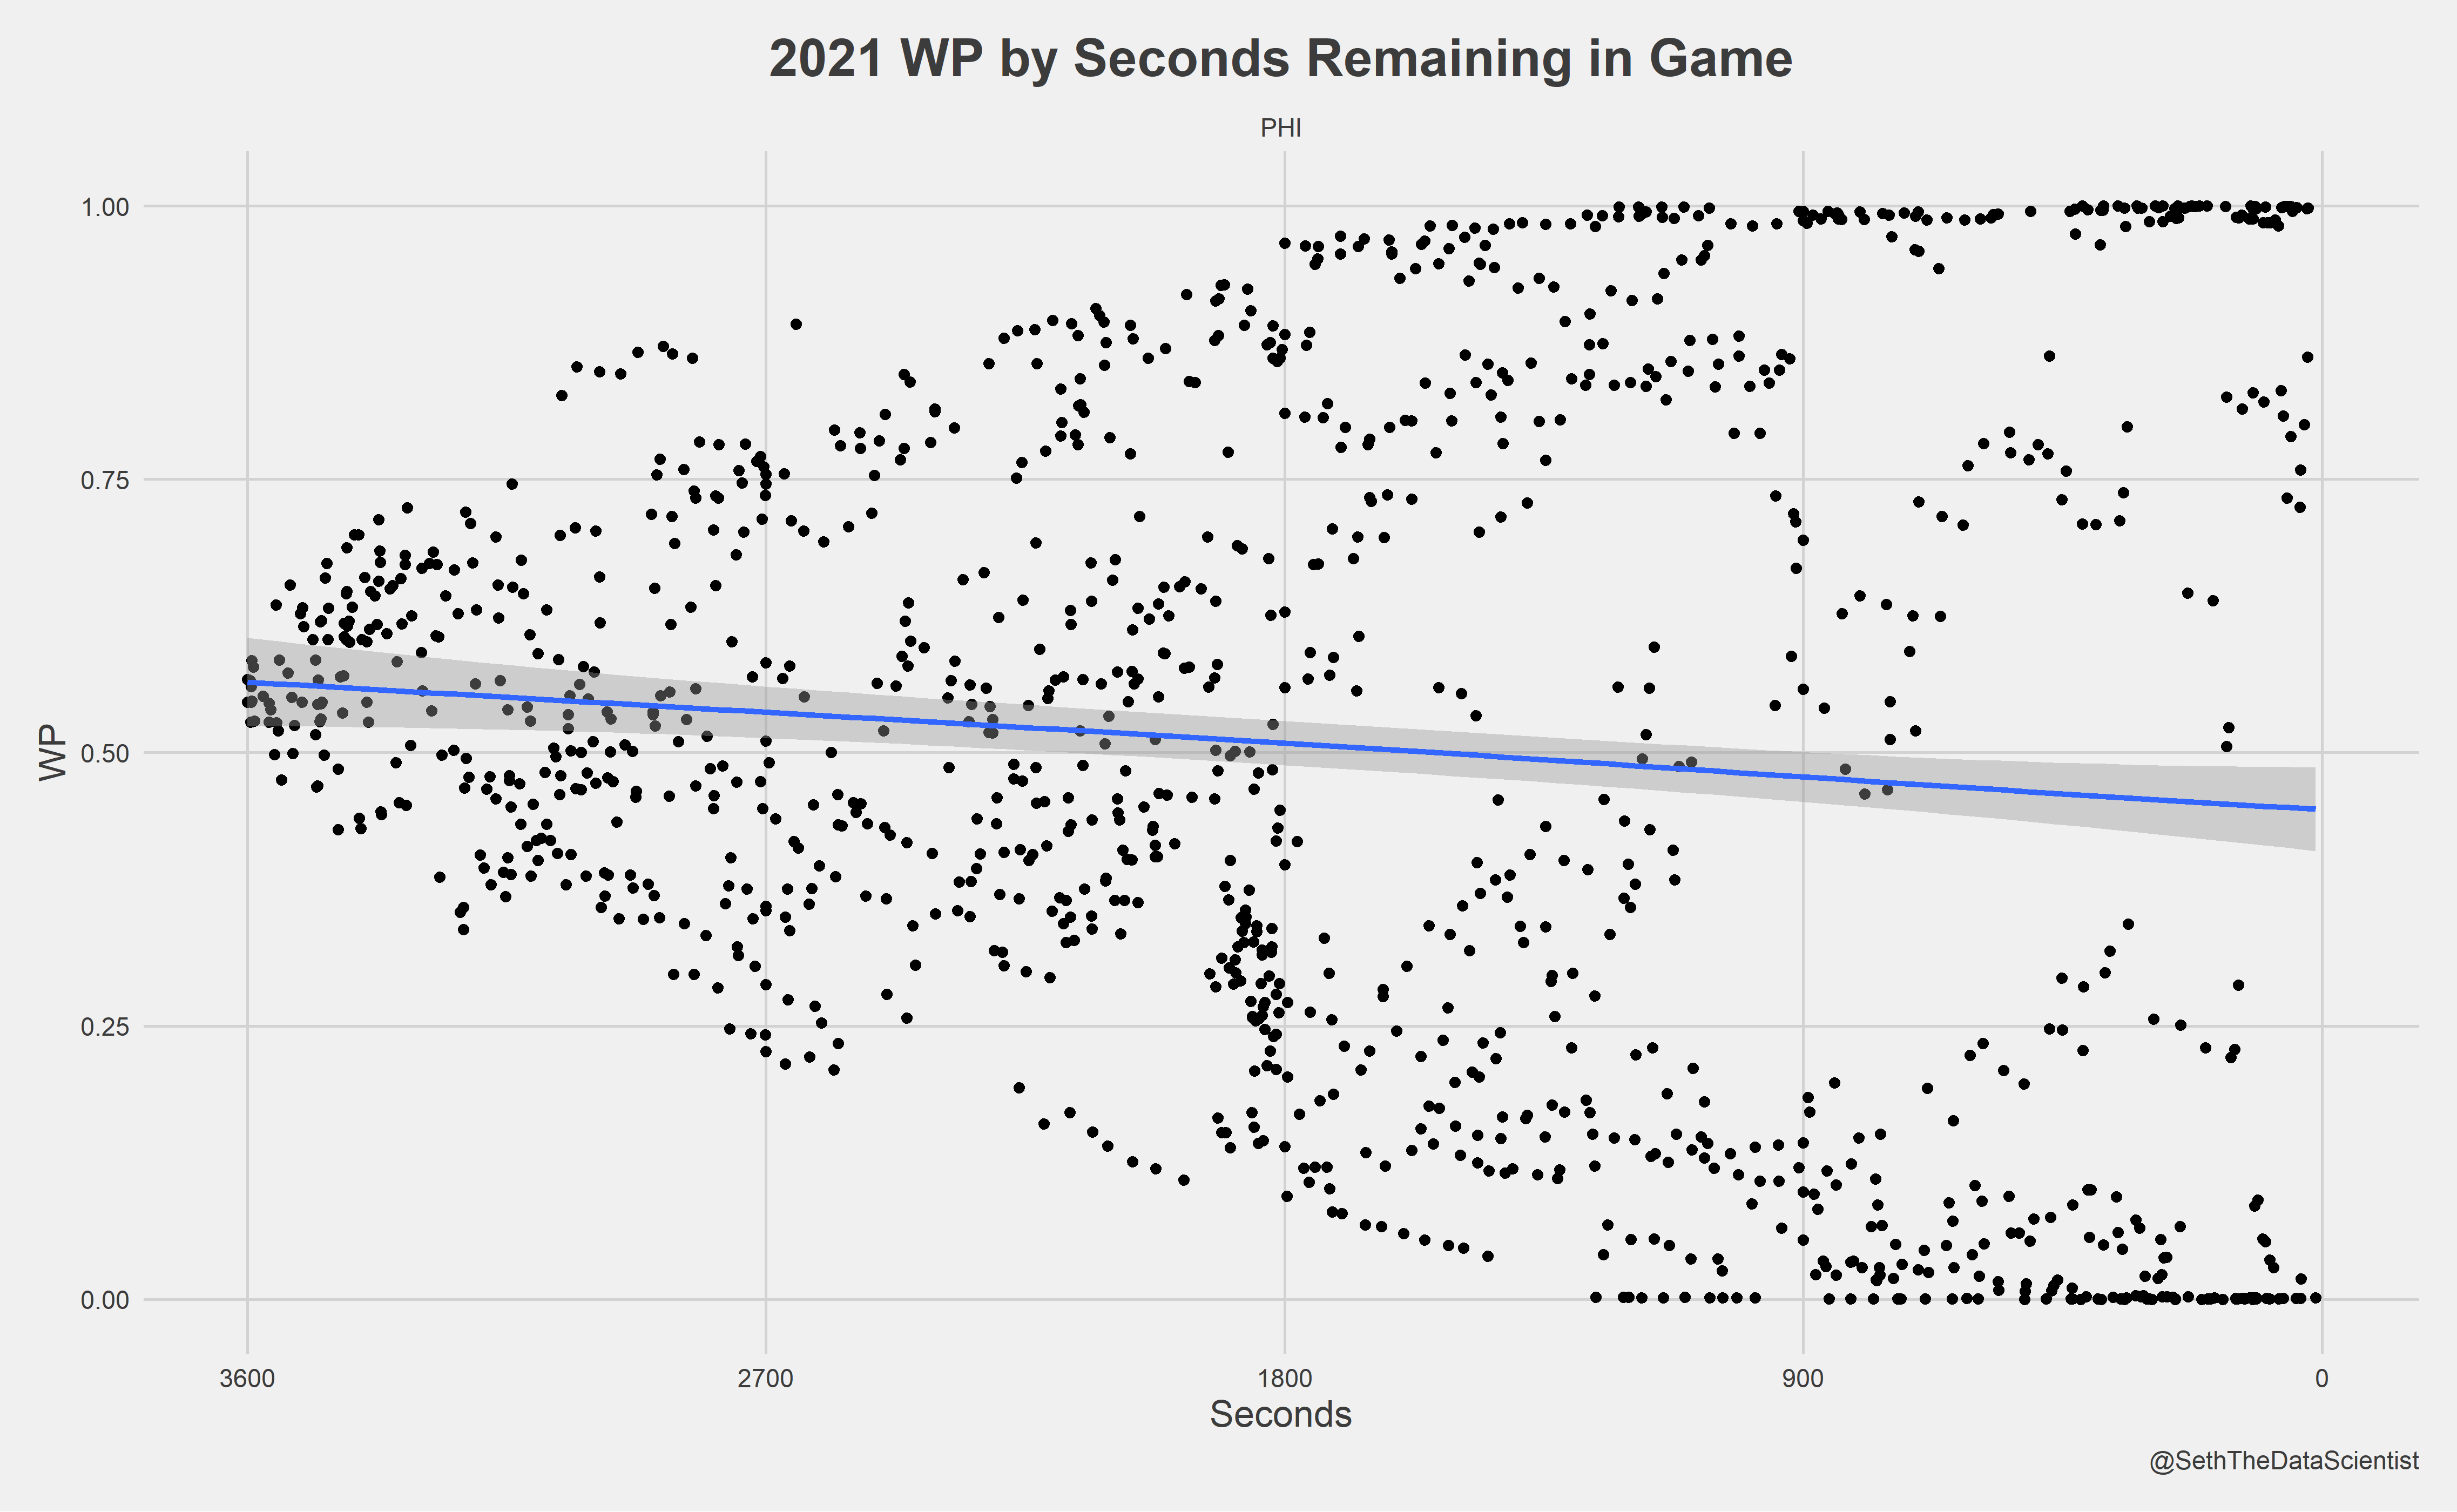 2021 WP by Seconds Remaining in Game
PHI
WP
1.00
0.75
0.50
0.25
0.00
3600 2700 1800 900 0
Seconds
@SethTheDataScientist